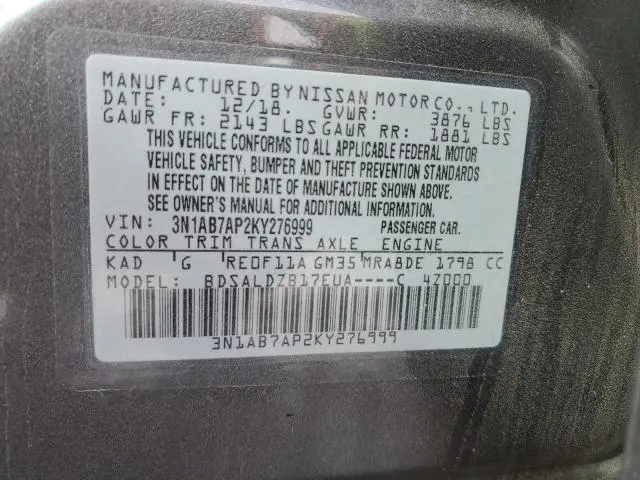 MANUFACTURED BY NISSAN MOTOR CO., LTD.
DATE: 12/18. GVWR: 3876 LBS
GAWR FR: 2143 LBS GAWR RR: 1881 LBS
THIS VEHICLE CONFORMS TO ALL APPLICABLE FEDERAL MOTOR
VEHICLE SAFETY, BUMPER AND THEFT PREVENTION STANDARDS
IN EFFECT ON THE DATE OF MANUFACTURE SHOWN ABOVE.
SEE OWNER'S MANUAL FOR ADDITIONAL INFORMATION.
VIN: 3N1AB7AP2KY276999 PASSENGER CAR.
COLOR TRIM TRANS AXLE ENGINE
KAD G RE0F11A GM35 MRA8DE 1798 CC
MODEL: BDSALDZB17EUA----C 4Z000
3N1AB7AP2KY276999